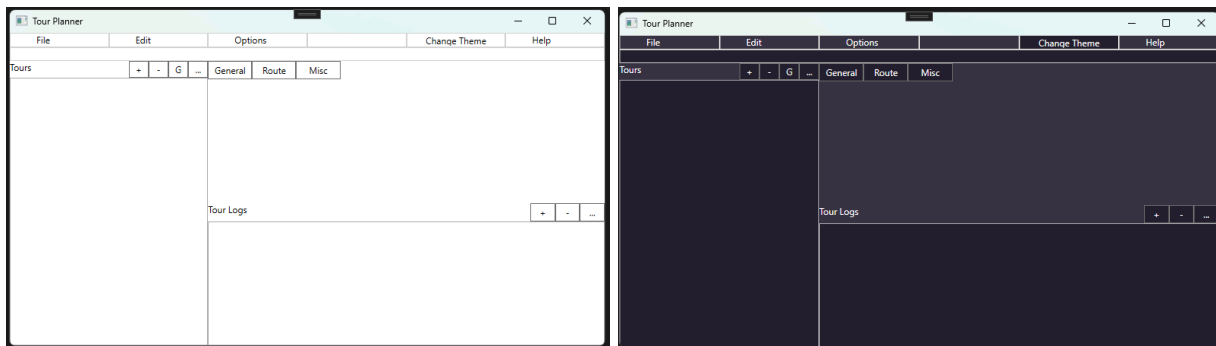 Tour Planner
File Edit Options Change Theme Help
Tours + - G ... General Route Misc
Tour Logs + - ...
Tour Planner
File Edit Options Change Theme Help
Tours + - G ... General Route Misc
Tour Logs + - ...